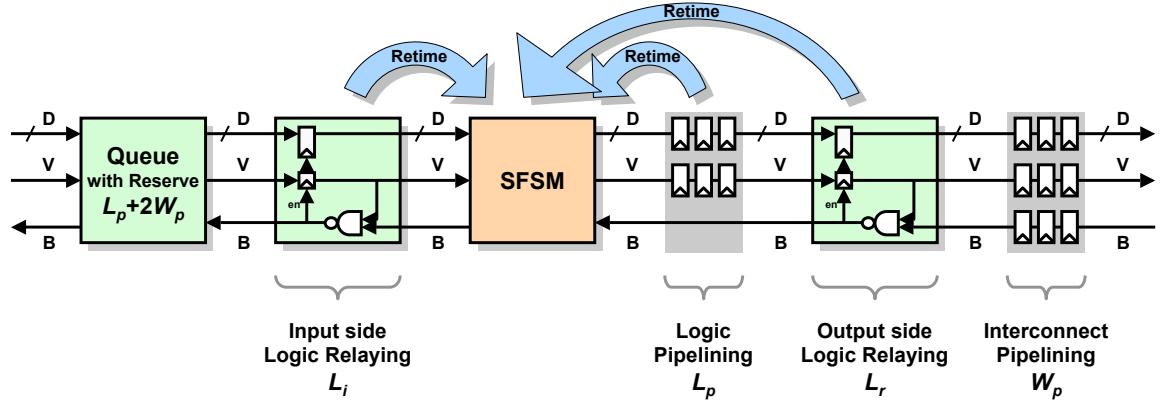 Retime
Retime
Retime
D
D
D
D
D
D
D
Queue
with Reserve
Lp+2Wp
V
V
V
SFSM
V
V
V
V
en
en
B
B
B
B
B
B
Input side
Logic Relaying
Li
Logic
Pipelining
Lp
Output side
Logic Relaying
Lr
Interconnect
Pipelining
Wp